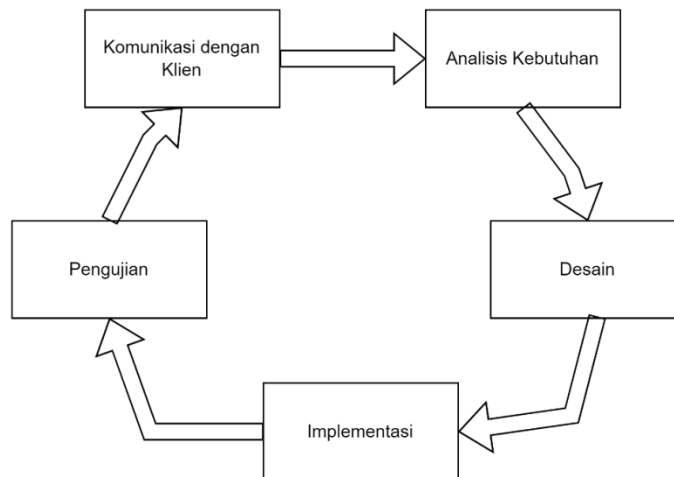 Komunikasi dengan
Klien
Analisis Kebutuhan
Pengujian
Desain
Implementasi